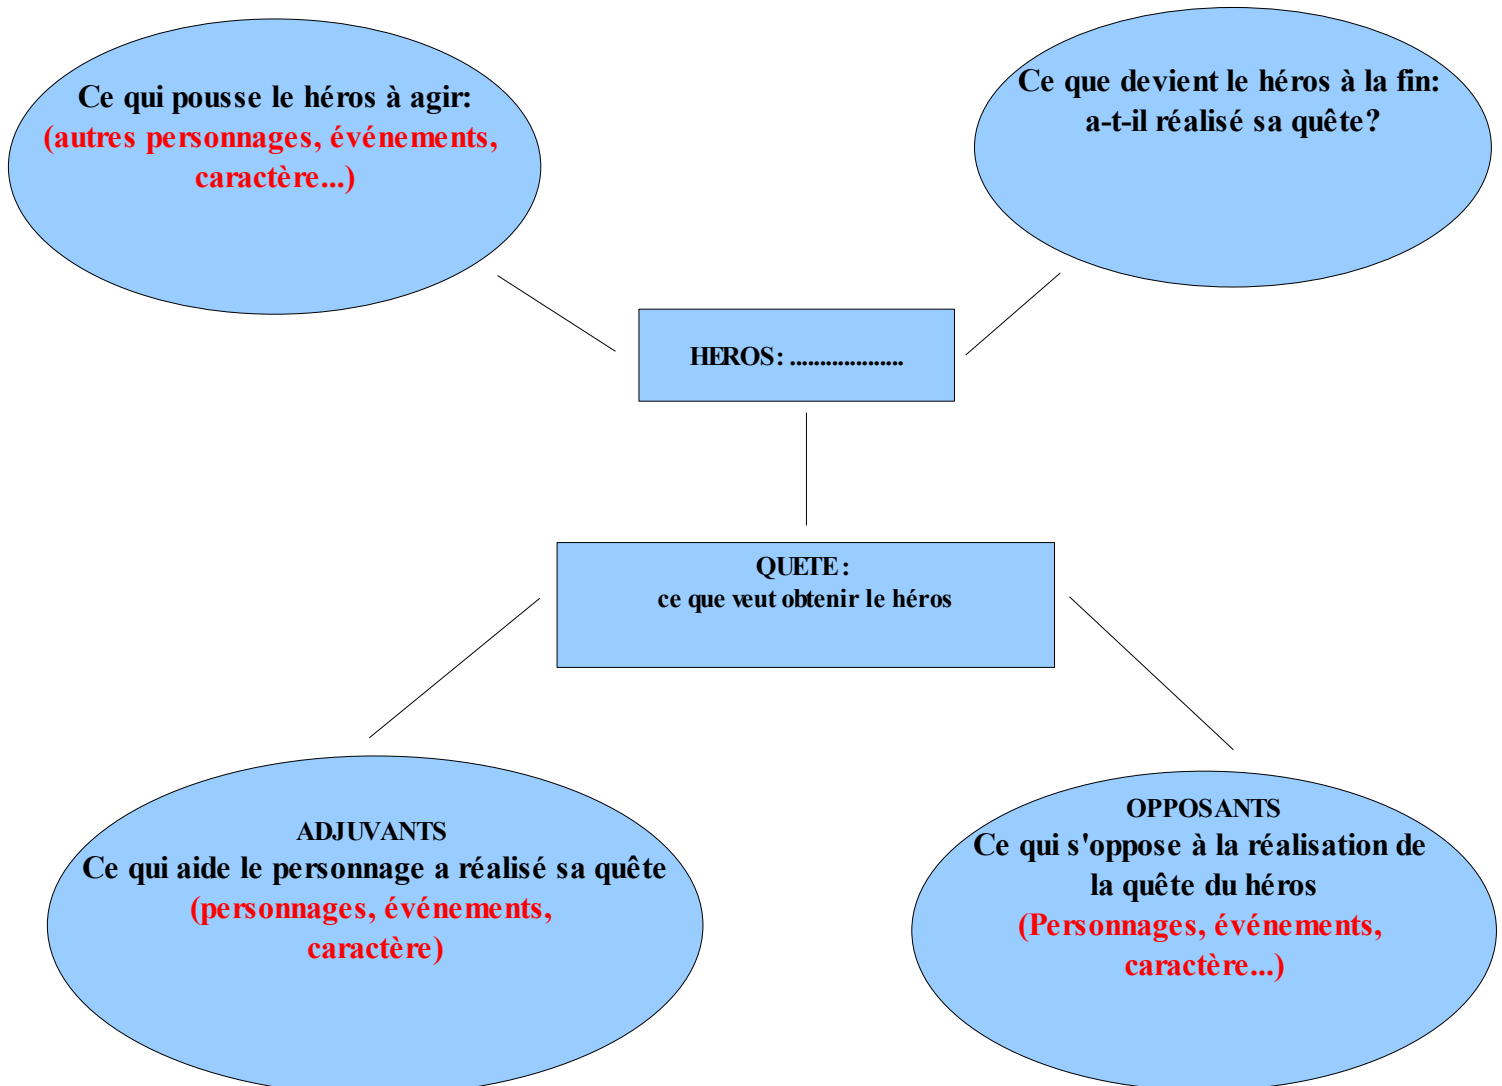 Ce qui pousse le héros à agir:
(autres personnages, événements,
caractère...)
Ce que devient le héros à la fin:
a-t-il réalisé sa quête?
HEROS: ...................
QUETE:
ce que veut obtenir le héros
ADJUVANTS
Ce qui aide le personnage a réalisé sa quête
(personnages, événements,
caractère)
OPPOSANTS
Ce qui s'oppose à la réalisation de
la quête du héros
(Personnages, événements,
caractère...)